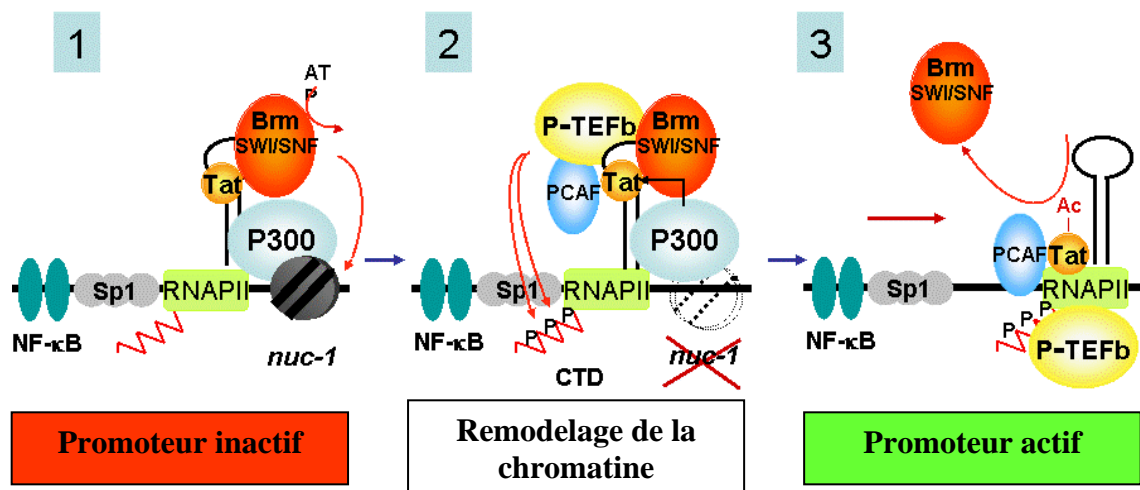 1
AT
P
Brm
SWI/SNF
Tat
P300
Sp1
RNAPII
NF-κB
nuc-1
Promoteur inactif
2
P-TEFb
Brm
SWI/SNF
PCAF
Tat
P300
Sp1
RNAPII
P P P
NF-κB
nuc-1
CTD
Remodelage de la
chromatine
3
Brm
SWI/SNF
Ac
PCAF
Tat
Sp1
RNAPII
P P P
NF-κB
P-TEFb
Promoteur actif